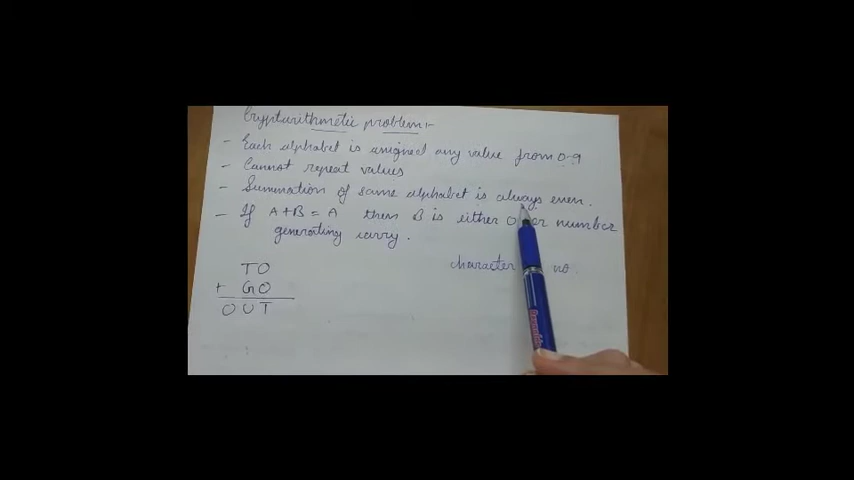 Cryptarithmetic problem:-
- Each alphabet is assigned any value from 0-9
- Cannot repeat values
- Summation of same alphabet is always even.
- If A+B = A then B is either 0 or number
generating carry.
TO
character no.
+ GO
OUT